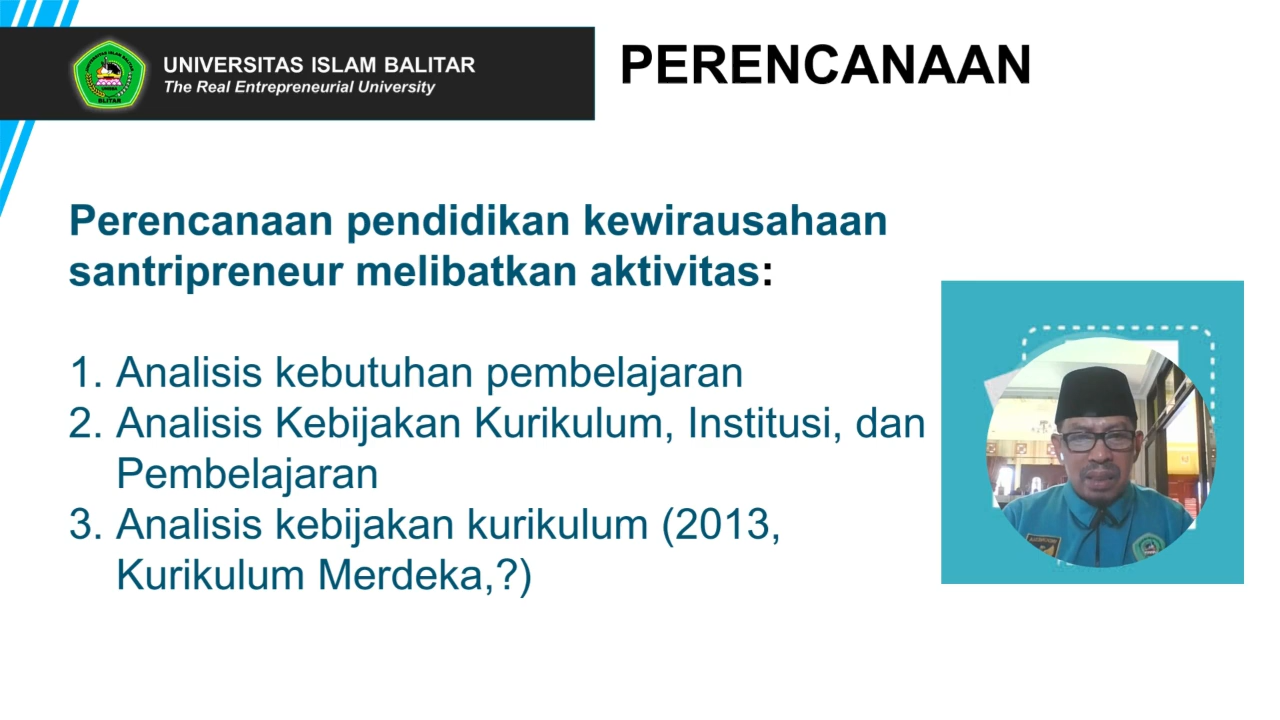 UNIVERSITAS ISLAM BALITAR
The Real Entrepreneurial University
PERENCANAAN
Perencanaan pendidikan kewirausahaan
santripreneur melibatkan aktivitas:
1. Analisis kebutuhan pembelajaran
2. Analisis Kebijakan Kurikulum, Institusi, dan
Pembelajaran
3. Analisis kebijakan kurikulum (2013,
Kurikulum Merdeka,?)
BLITAR